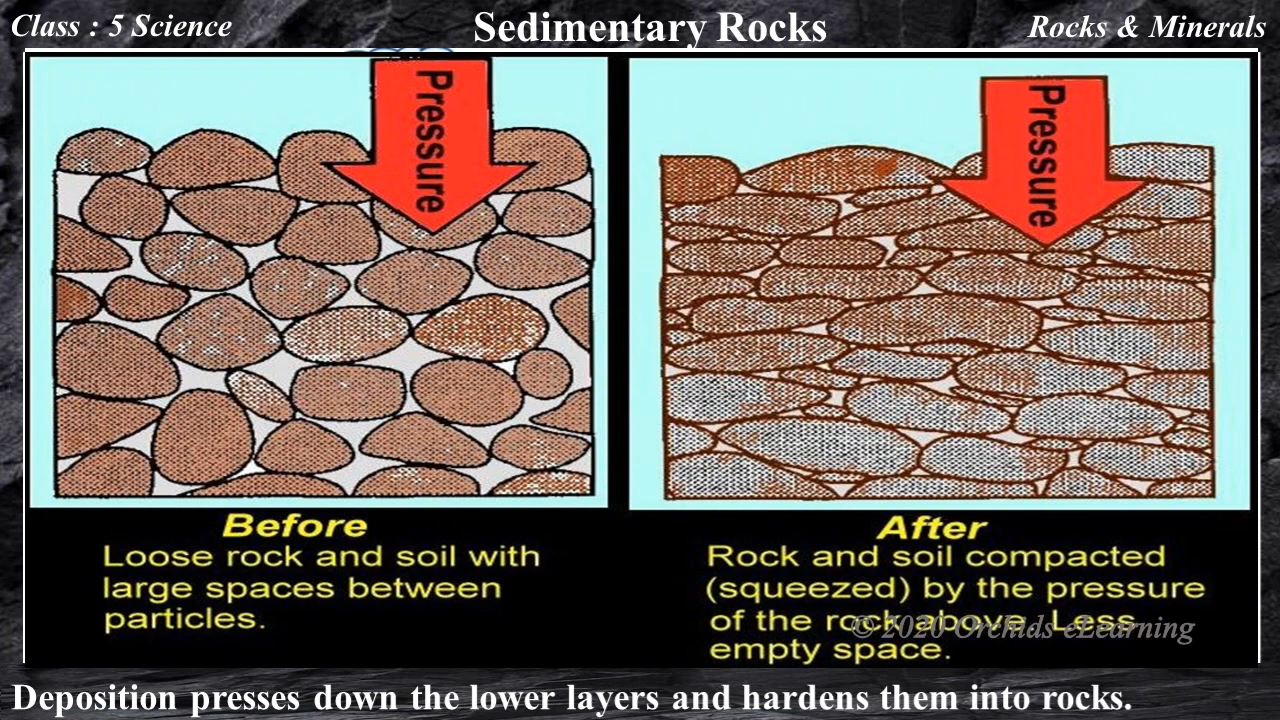 Class : 5 Science
Sedimentary Rocks
Rocks & Minerals
Pressure
Pressure
Before
Loose rock and soil with
large spaces between
particles.
After
Rock and soil compacted
(squeezed) by the pressure
of the rock above. Less
empty space.
© 2020 Orchids eLearning
Deposition presses down the lower layers and hardens them into rocks.